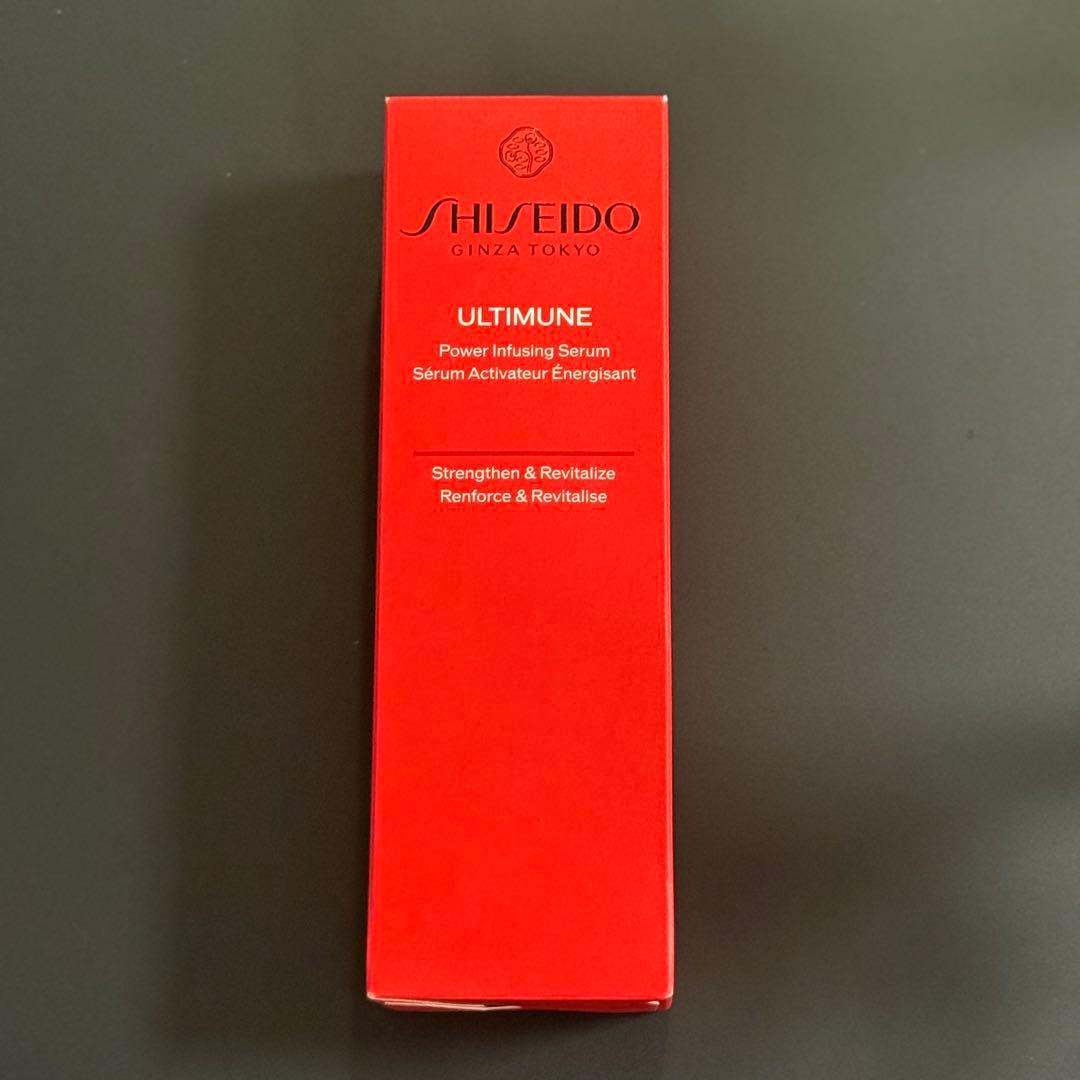 SHISEIDO
GINZA TOKYO
ULTIMUNE
Power Infusing Serum
Sérum Activateur Énergisant
Strengthen & Revitalize
Renforce & Revitalise